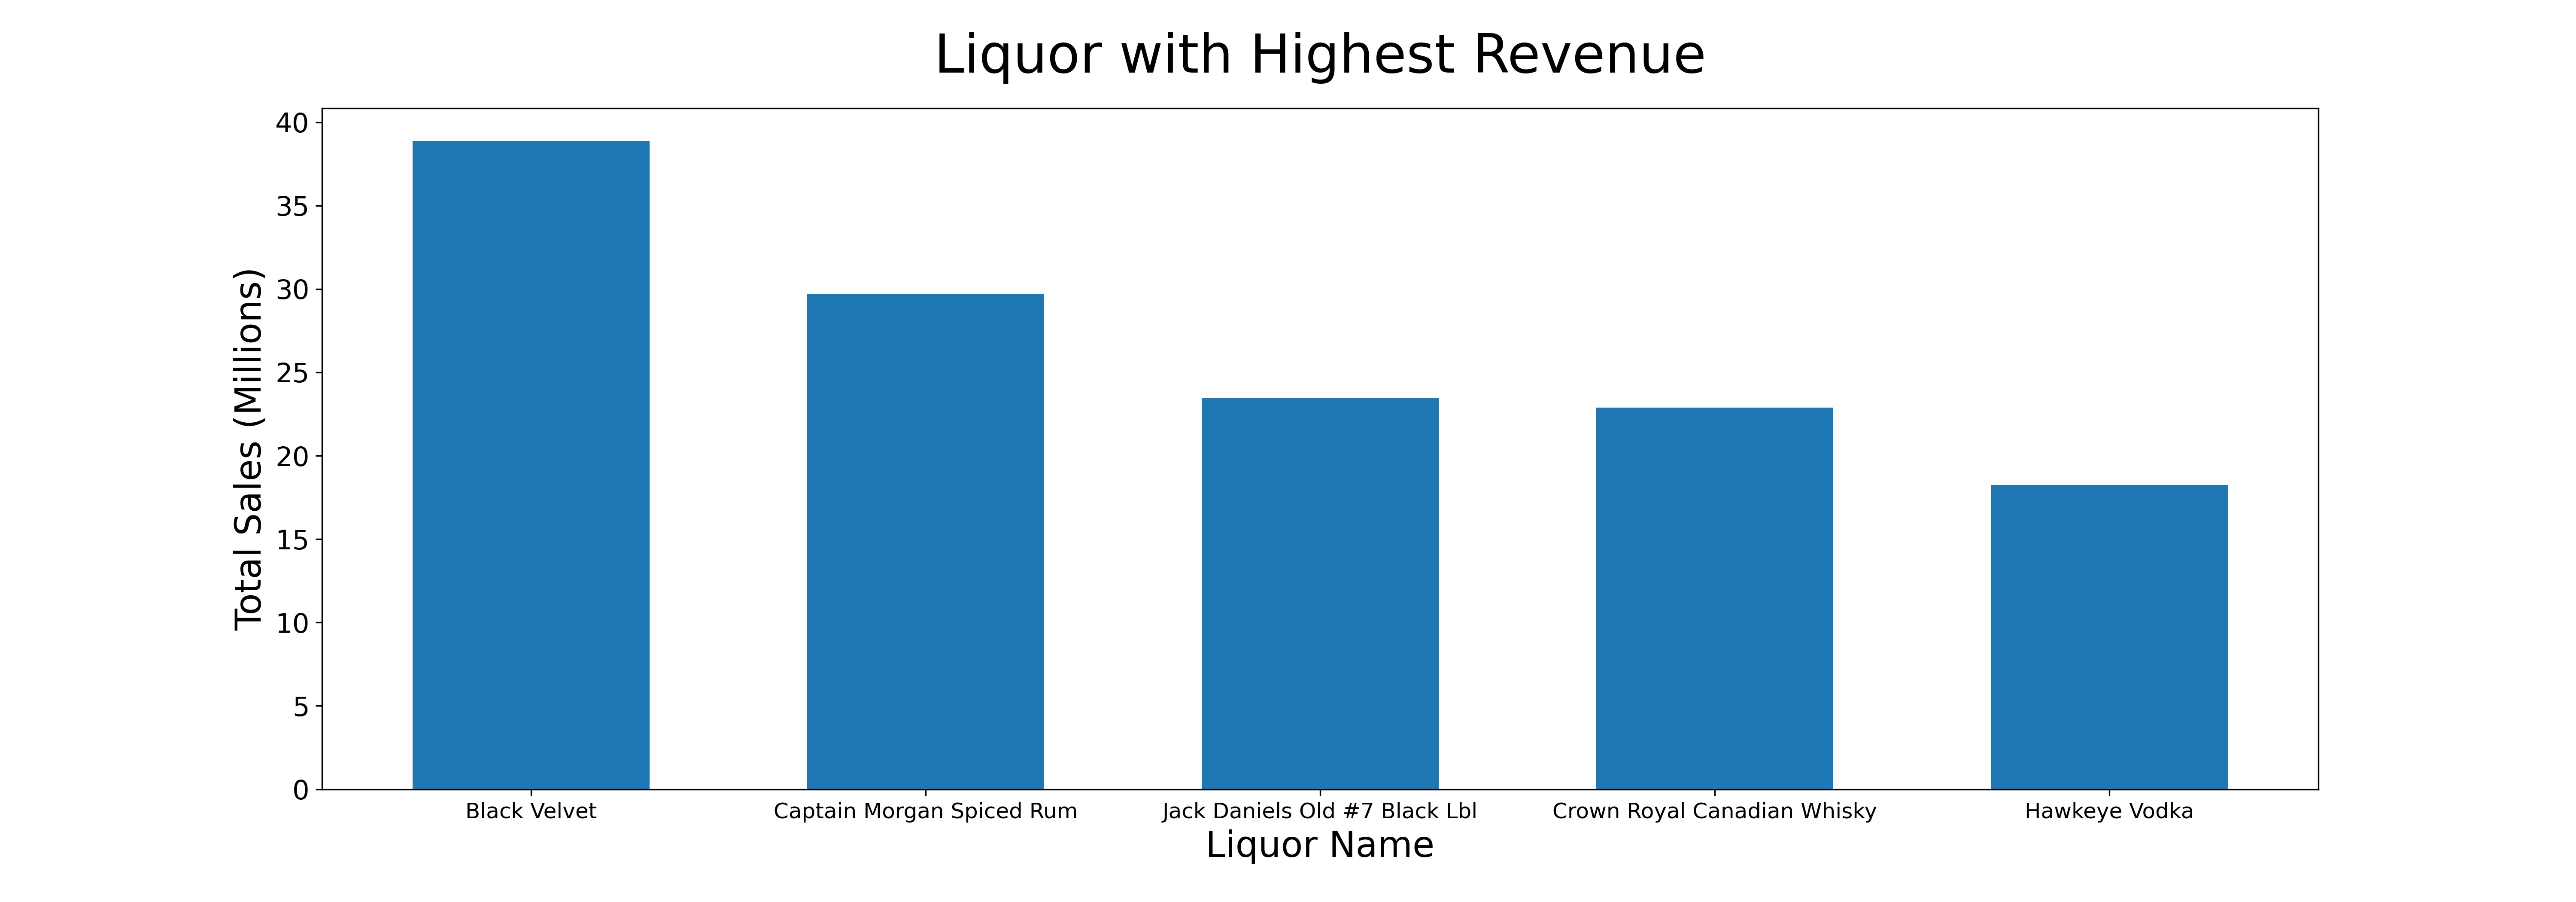 Liquor with Highest Revenue
Total Sales (Millions)
40
35
30
25
20
15
10
5
0
Black Velvet
Captain Morgan Spiced Rum
Jack Daniels Old #7 Black Lbl
Crown Royal Canadian Whisky
Hawkeye Vodka
Liquor Name